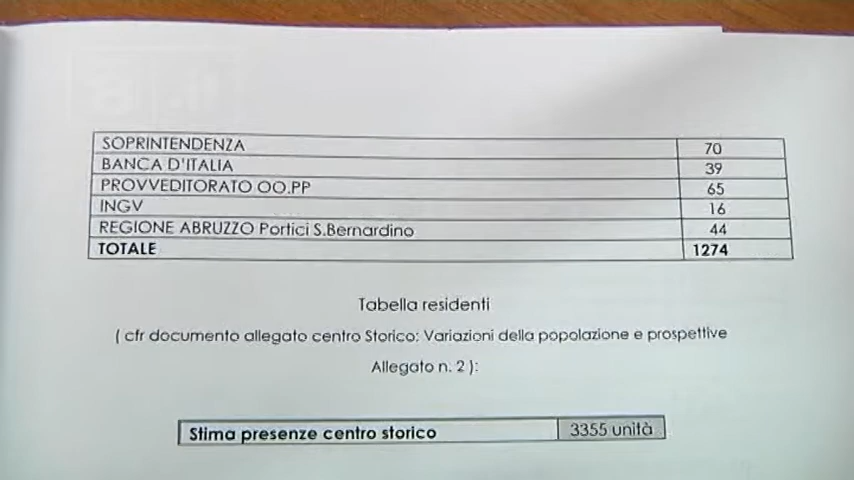 SOPRINTENDENZA 70
BANCA D'ITALIA 39
PROVVEDITORATO OO.PP 65
INGV 16
REGIONE ABRUZZO Portici S.Bernardino 44
TOTALE 1274
Tabella residenti
( cfr documento allegato centro Storico: Variazioni della popolazione e prospettive
Allegato n. 2 ):
Stima presenze centro storico 3355 unità